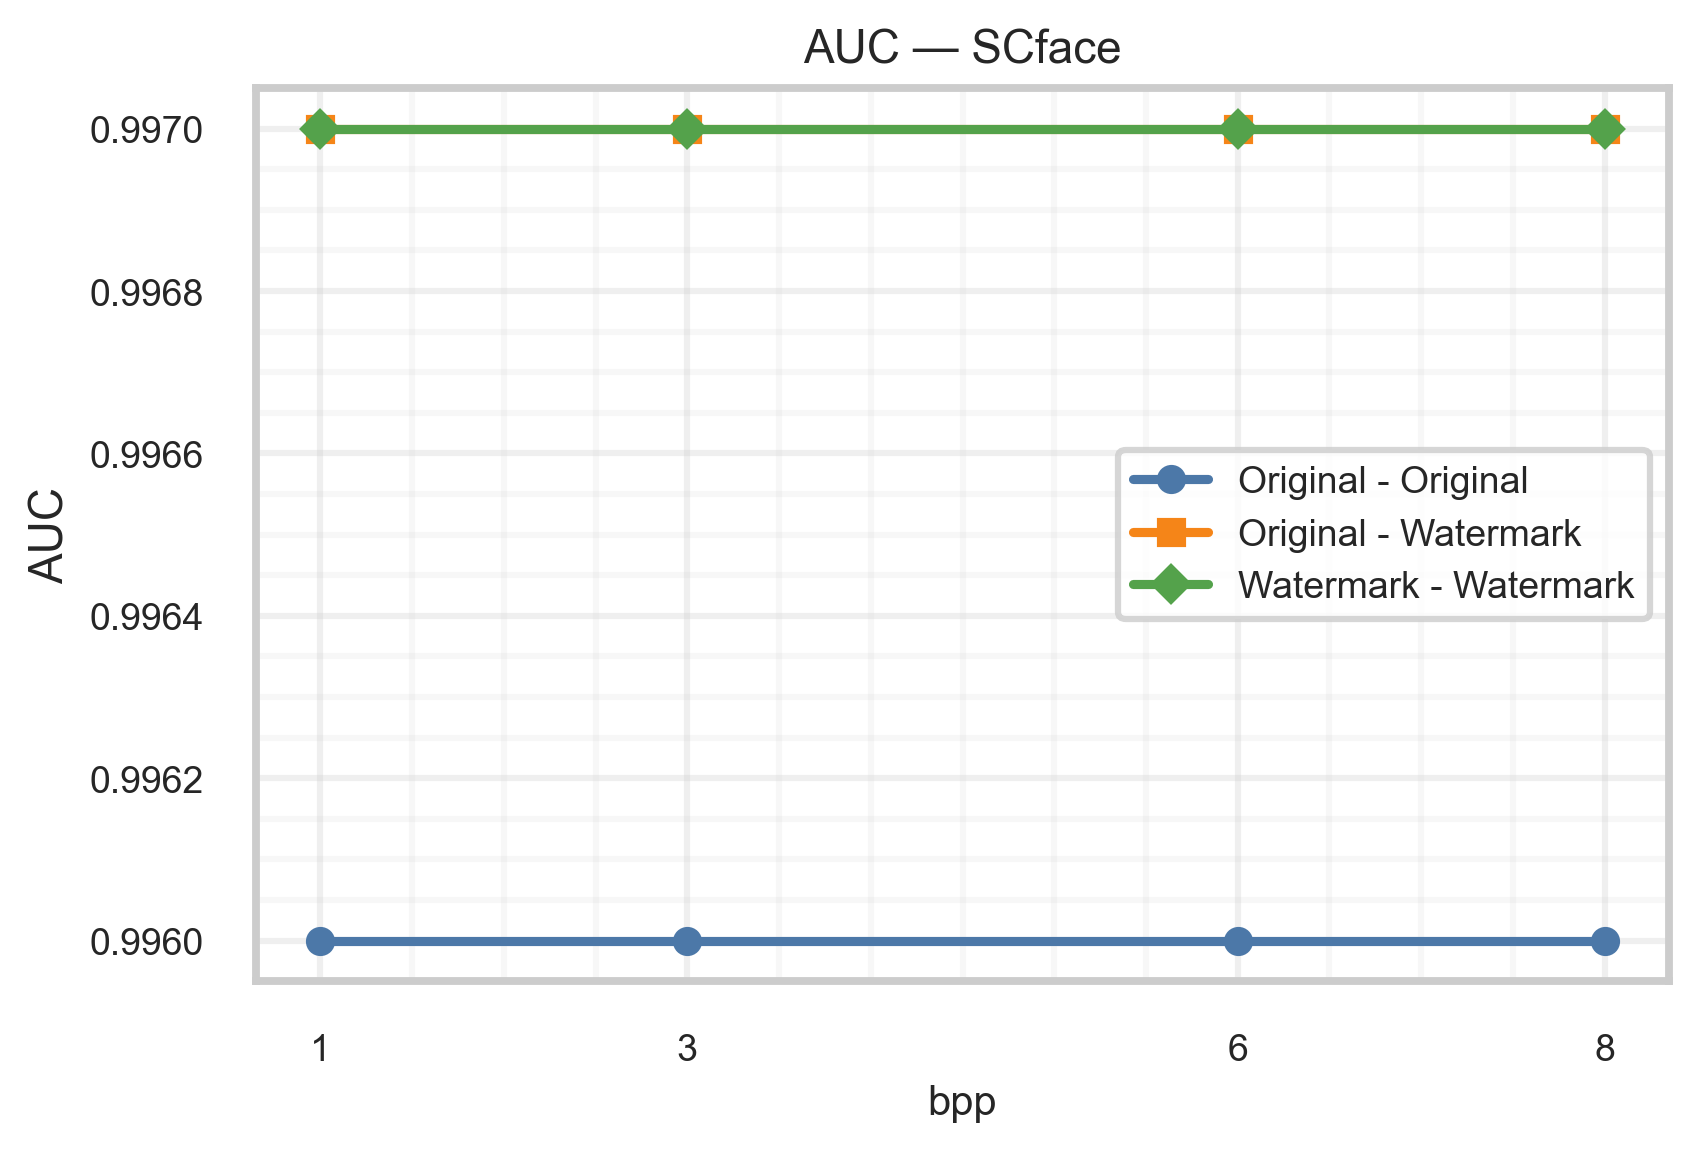 AUC — SCface
AUC
0.9970
0.9968
0.9966
0.9964
0.9962
0.9960
Original - Original
Original - Watermark
Watermark - Watermark
1 3 6 8
bpp